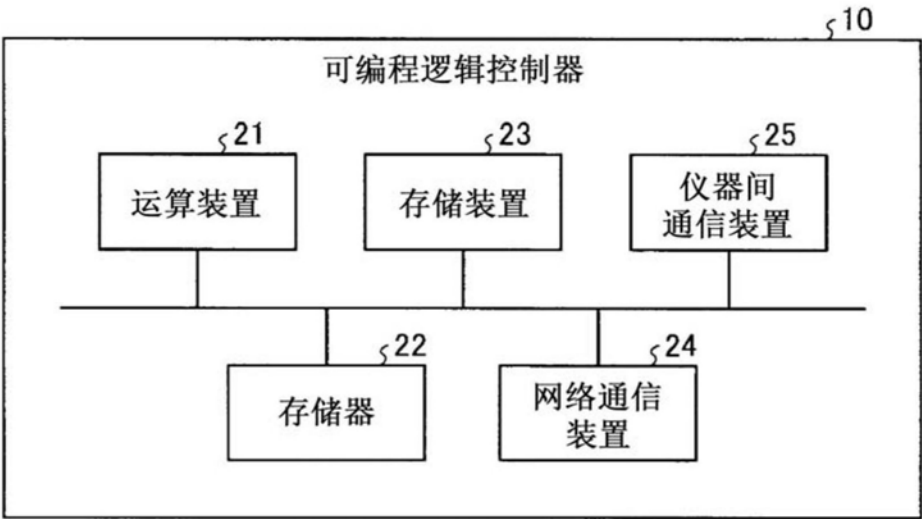 10
可编程逻辑控制器
21
23
25
运算装置
存储装置
仪器间
通信装置
22
24
存储器
网络通信
装置